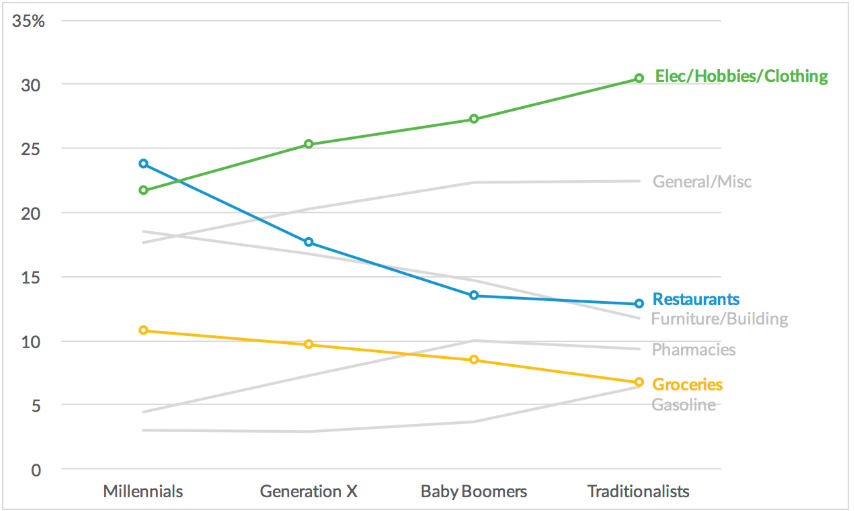 35%
30
25
20
15
10
5
0
Elec/Hobbies/Clothing
General/Misc
Restaurants
Furniture/Building
Pharmacies
Groceries
Gasoline
Millennials Generation X Baby Boomers Traditionalists